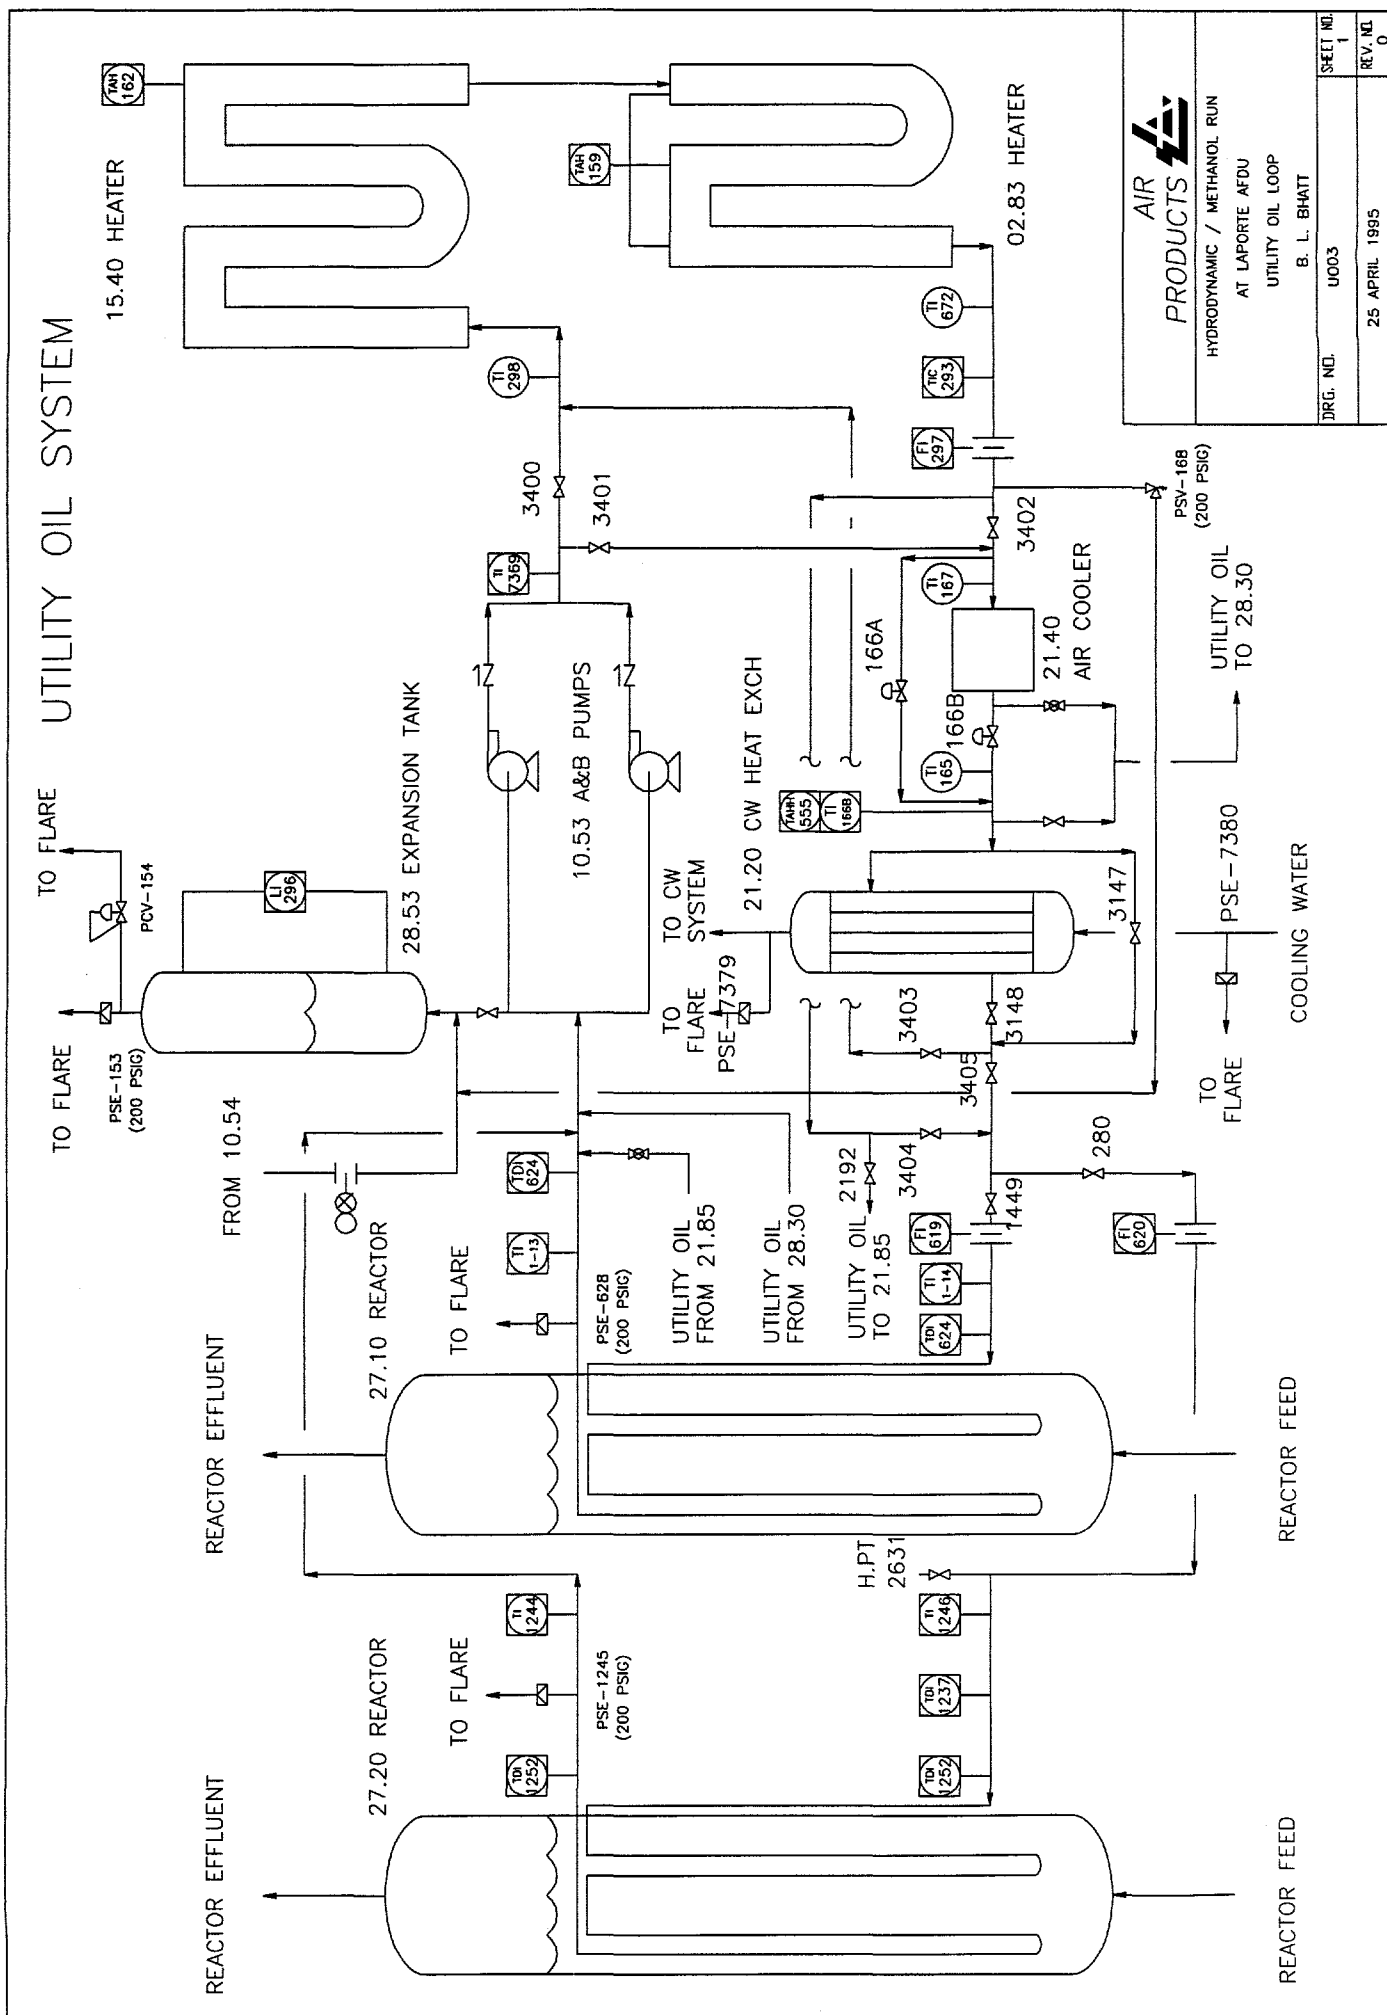 UTILITY OIL SYSTEM
REACTOR EFFLUENT
27.20 REACTOR
TO FLARE
TDI
1252
PSE-1245
(200 PSIG)
TI
1244
TDI
1252
TDI
1237
TI
1246
H.PT
2631
REACTOR FEED
REACTOR EFFLUENT
27.10 REACTOR
TO FLARE
PSE-628
(200 PSIG)
TI
1-13
TDI
624
FROM 10.54
UTILITY OIL
FROM 21.85
UTILITY OIL
FROM 28.30
UTILITY OIL
TO 21.85
2192
3404
TDI
624
TI
1-14
FI
619
1449
FI
620
280
REACTOR FEED
TO FLARE
PSE-153
(200 PSIG)
TO FLARE
PCV-154
LI
296
28.53 EXPANSION TANK
10.53 A&B PUMPS
TO
FLARE
PSE-7379
TO CW
SYSTEM
21.20 CW HEAT EXCH
3403
3405
3148
3147
TO
FLARE
PSE-7380
COOLING WATER
TAHH
555
TI
166B
TI
165
166B
166A
21.40
AIR COOLER
TI
167
UTILITY OIL
TO 28.30
TI
7369
3400
3401
3402
PSV-168
(200 PSIG)
TI
298
FI
297
TIC
293
TI
672
15.40 HEATER
TAH
162
TAH
159
02.83 HEATER
AIR
PRODUCTS
HYDRODYNAMIC / METHANOL RUN
AT LAPORTE AFDU
UTILITY OIL LOOP
B. L. BHATT
DRG. NO. U003
SHEET NO.
1
25 APRIL 1995
REV. NO.
0